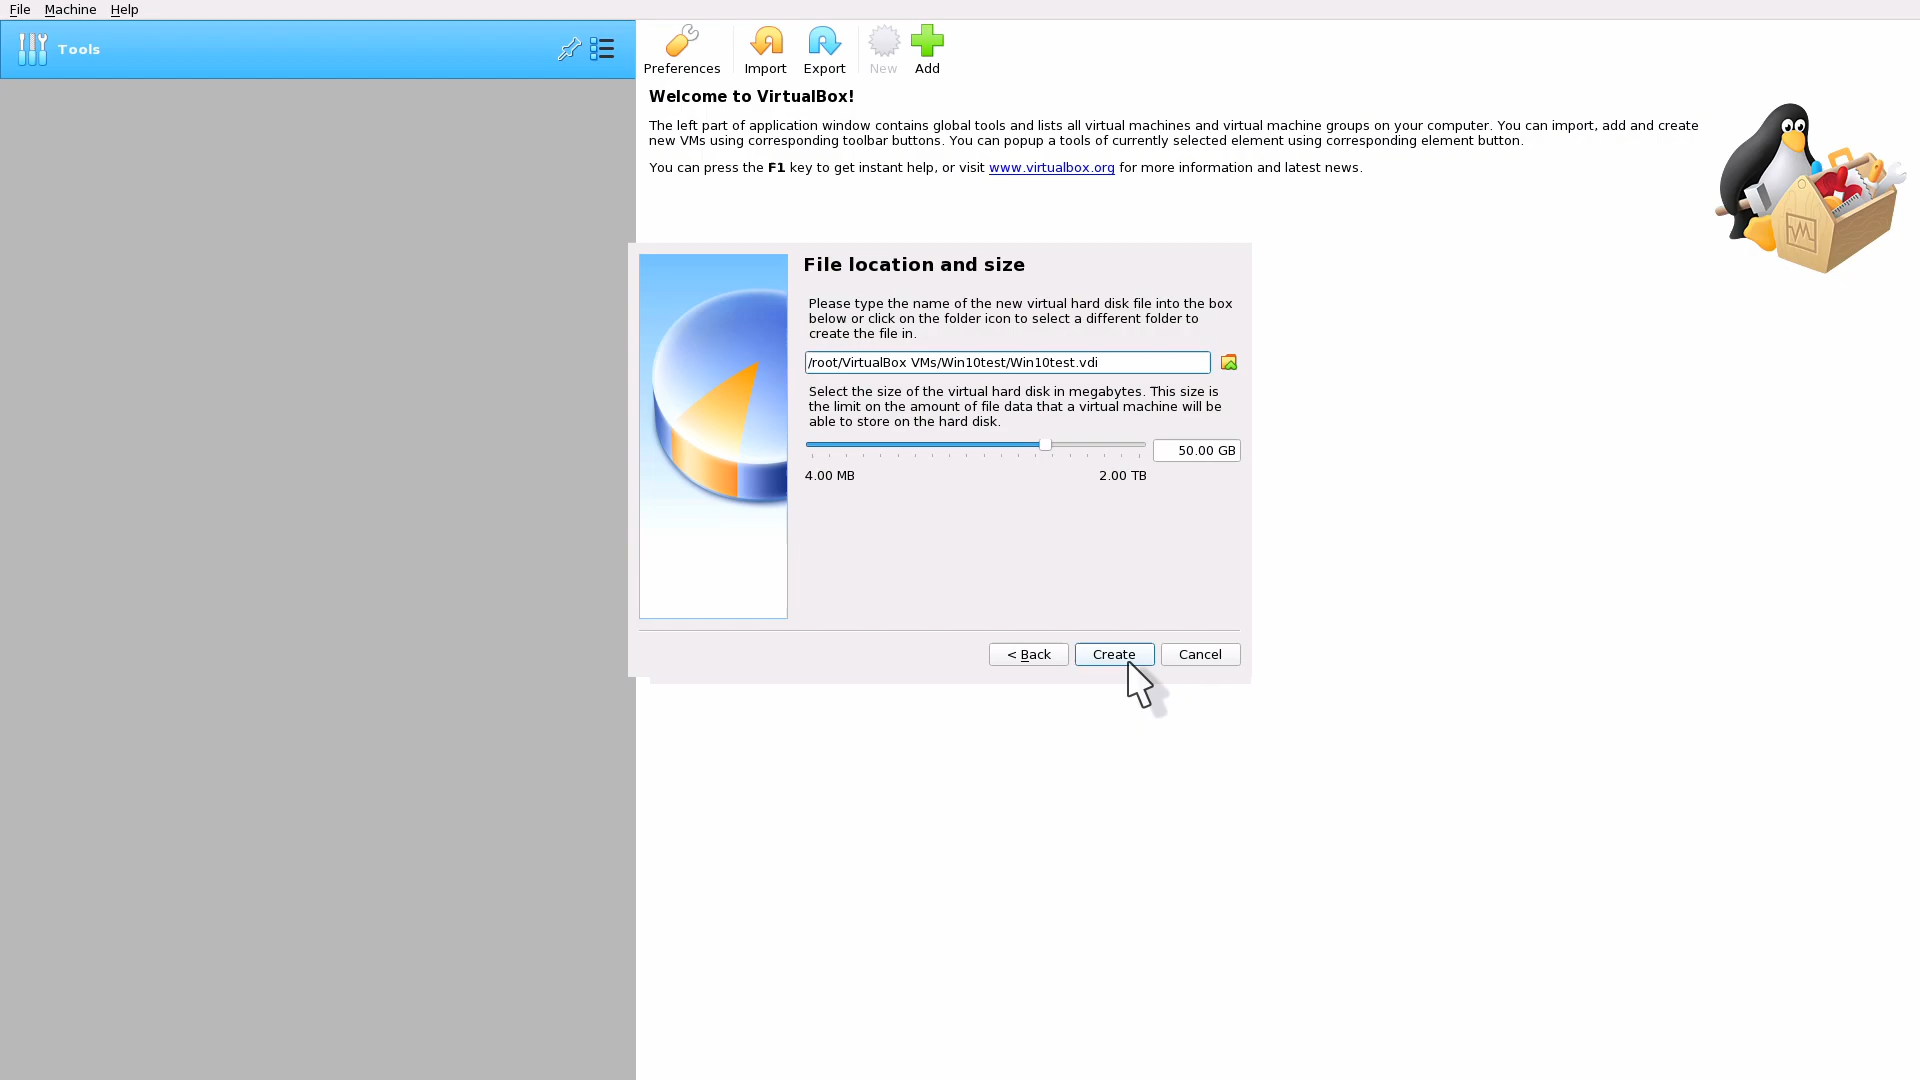 File Machine Help
Tools
Preferences Import Export New Add
Welcome to VirtualBox!
The left part of application window contains global tools and lists all virtual machines and virtual machine groups on your computer. You can import, add and create
new VMs using corresponding toolbar buttons. You can popup a tools of currently selected element using corresponding element button.
You can press the F1 key to get instant help, or visit www.virtualbox.org for more information and latest news.
File location and size
Please type the name of the new virtual hard disk file into the box
below or click on the folder icon to select a different folder to
create the file in.
/root/VirtualBox VMs/Win10test/Win10test.vdi
Select the size of the virtual hard disk in megabytes. This size is
the limit on the amount of file data that a virtual machine will be
able to store on the hard disk.
50.00 GB
4.00 MB 2.00 TB
< Back Create Cancel